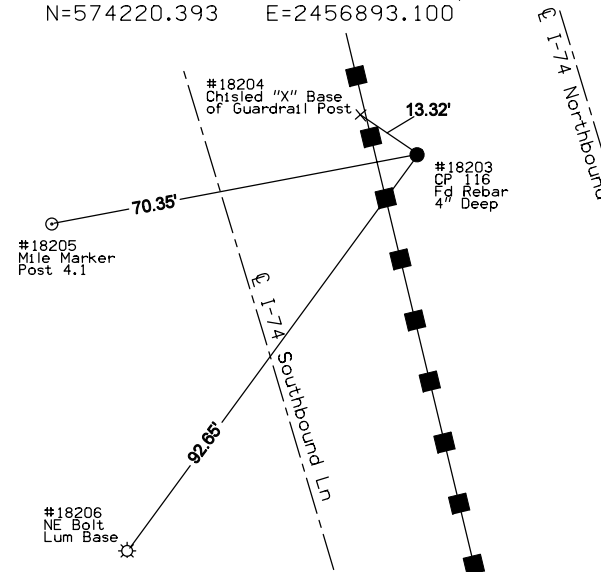 N=574220.393 E=2456893.100
#18204
Chisled "X" Base
of Guardrail Post
13.32'
#18203
CP 116
Fd Rebar
4" Deep
70.35'
#18205
Mile Marker
Post 4.1
℄ I-74 Northbound
℄ I-74 Southbound Ln
92.65'
#18206
NE Bolt
Lum Base